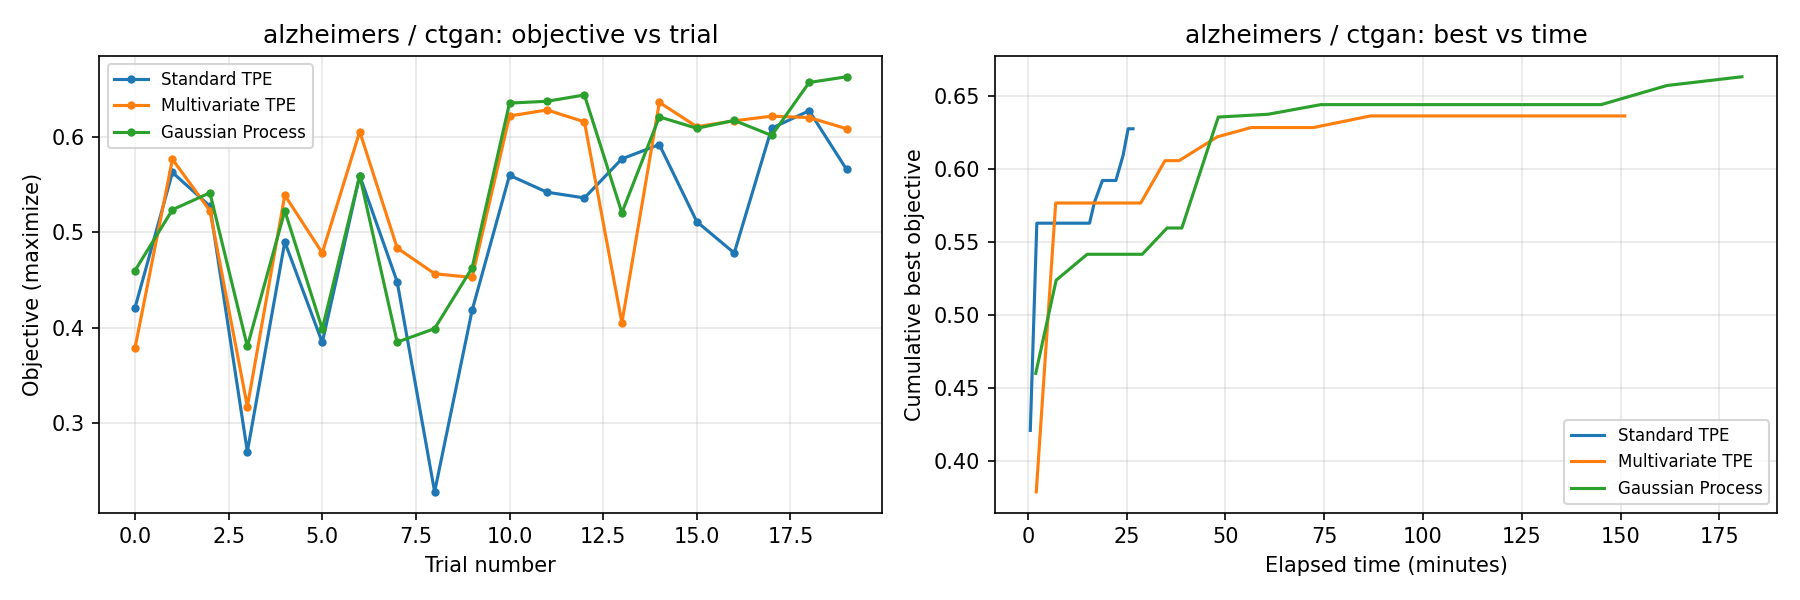 alzheimers / ctgan: objective vs trial
Standard TPE
Multivariate TPE
Gaussian Process
Objective (maximize)
0.6
0.5
0.4
0.3
0.0 2.5 5.0 7.5 10.0 12.5 15.0 17.5
Trial number
alzheimers / ctgan: best vs time
Cumulative best objective
0.65
0.60
0.55
0.50
0.45
0.40
Standard TPE
Multivariate TPE
Gaussian Process
0 25 50 75 100 125 150 175
Elapsed time (minutes)